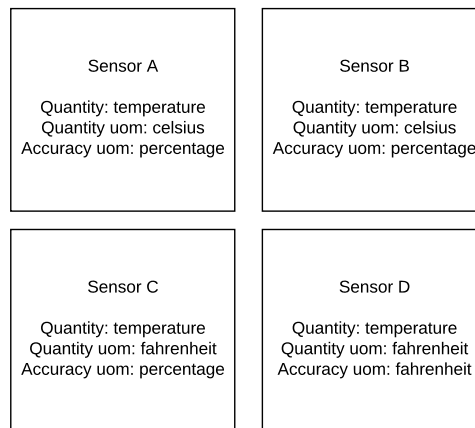 Sensor A
Quantity: temperature
Quantity uom: celsius
Accuracy uom: percentage
Sensor B
Quantity: temperature
Quantity uom: celsius
Accuracy uom: percentage
Sensor C
Quantity: temperature
Quantity uom: fahrenheit
Accuracy uom: percentage
Sensor D
Quantity: temperature
Quantity uom: fahrenheit
Accuracy uom: fahrenheit